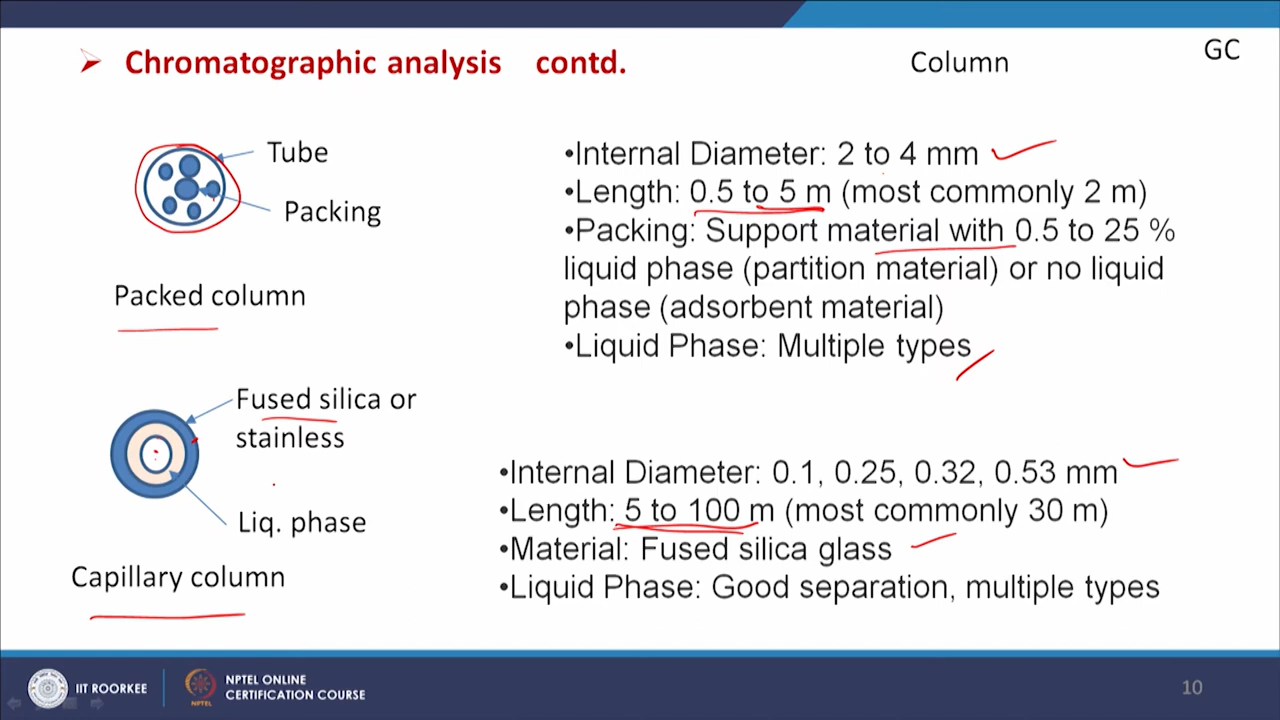 Chromatographic analysis contd.
Column
GC
Tube
Packing
Packed column
•Internal Diameter: 2 to 4 mm
•Length: 0.5 to 5 m (most commonly 2 m)
•Packing: Support material with 0.5 to 25 %
liquid phase (partition material) or no liquid
phase (adsorbent material)
•Liquid Phase: Multiple types
Fused silica or
stainless
Liq. phase
Capillary column
•Internal Diameter: 0.1, 0.25, 0.32, 0.53 mm
•Length: 5 to 100 m (most commonly 30 m)
•Material: Fused silica glass
•Liquid Phase: Good separation, multiple types
IIT ROORKEE
NPTEL
NPTEL ONLINE
CERTIFICATION COURSE
10